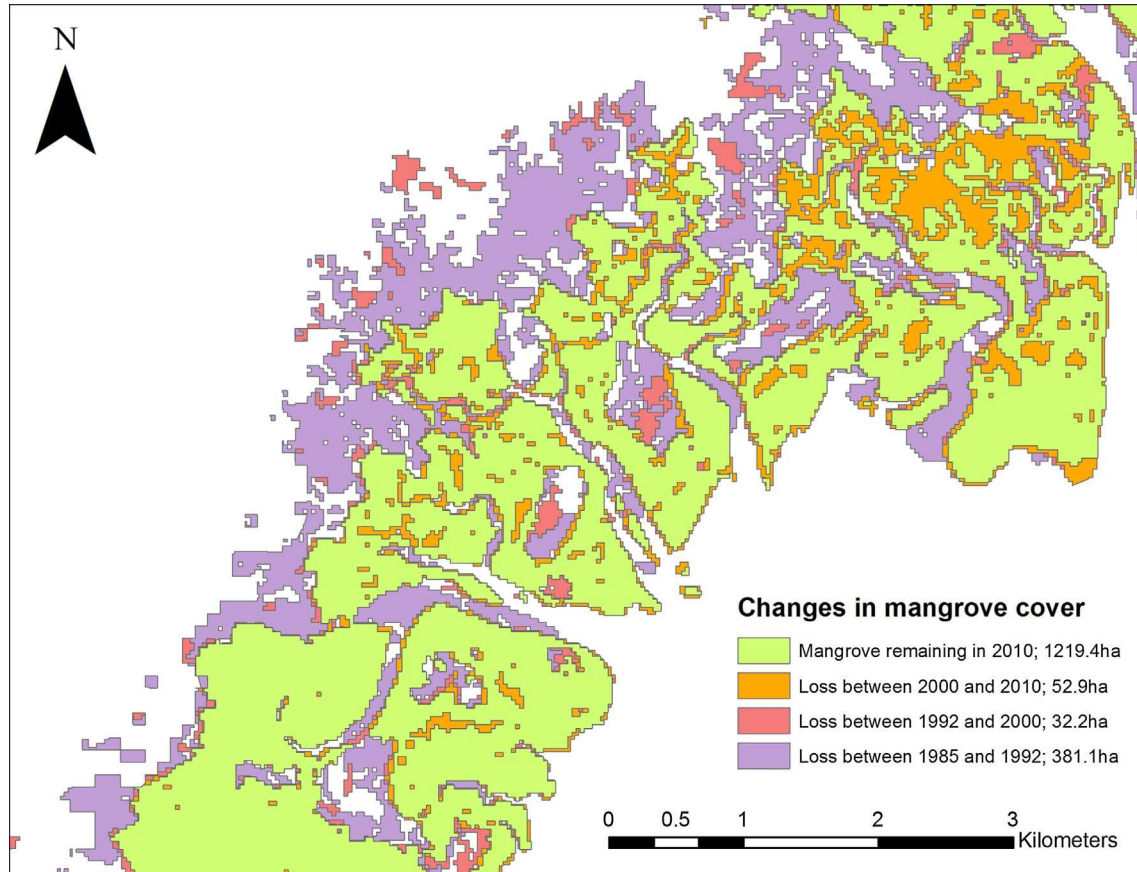 N
Changes in mangrove cover
Mangrove remaining in 2010; 1219.4ha
Loss between 2000 and 2010; 52.9ha
Loss between 1992 and 2000; 32.2ha
Loss between 1985 and 1992; 381.1ha
0 0.5 1 2 3
Kilometers